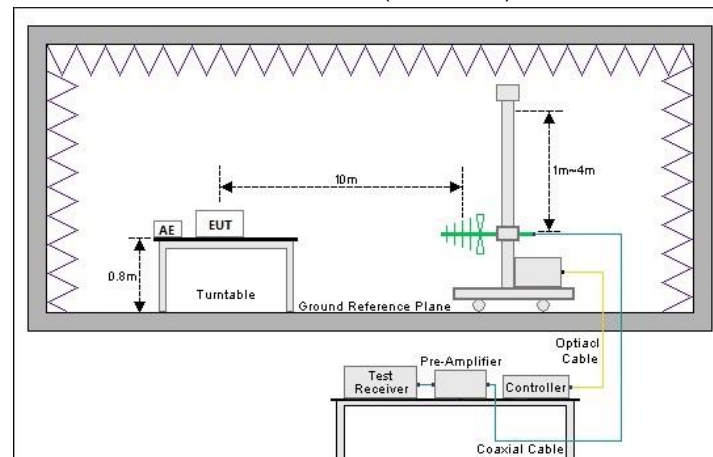 10m
1m~4m
AE
EUT
0.8m
Turntable
Ground Reference Plane
Optiacl
Cable
Pre-Amplifier
Test
Receiver
Controller
Coaxial Cable